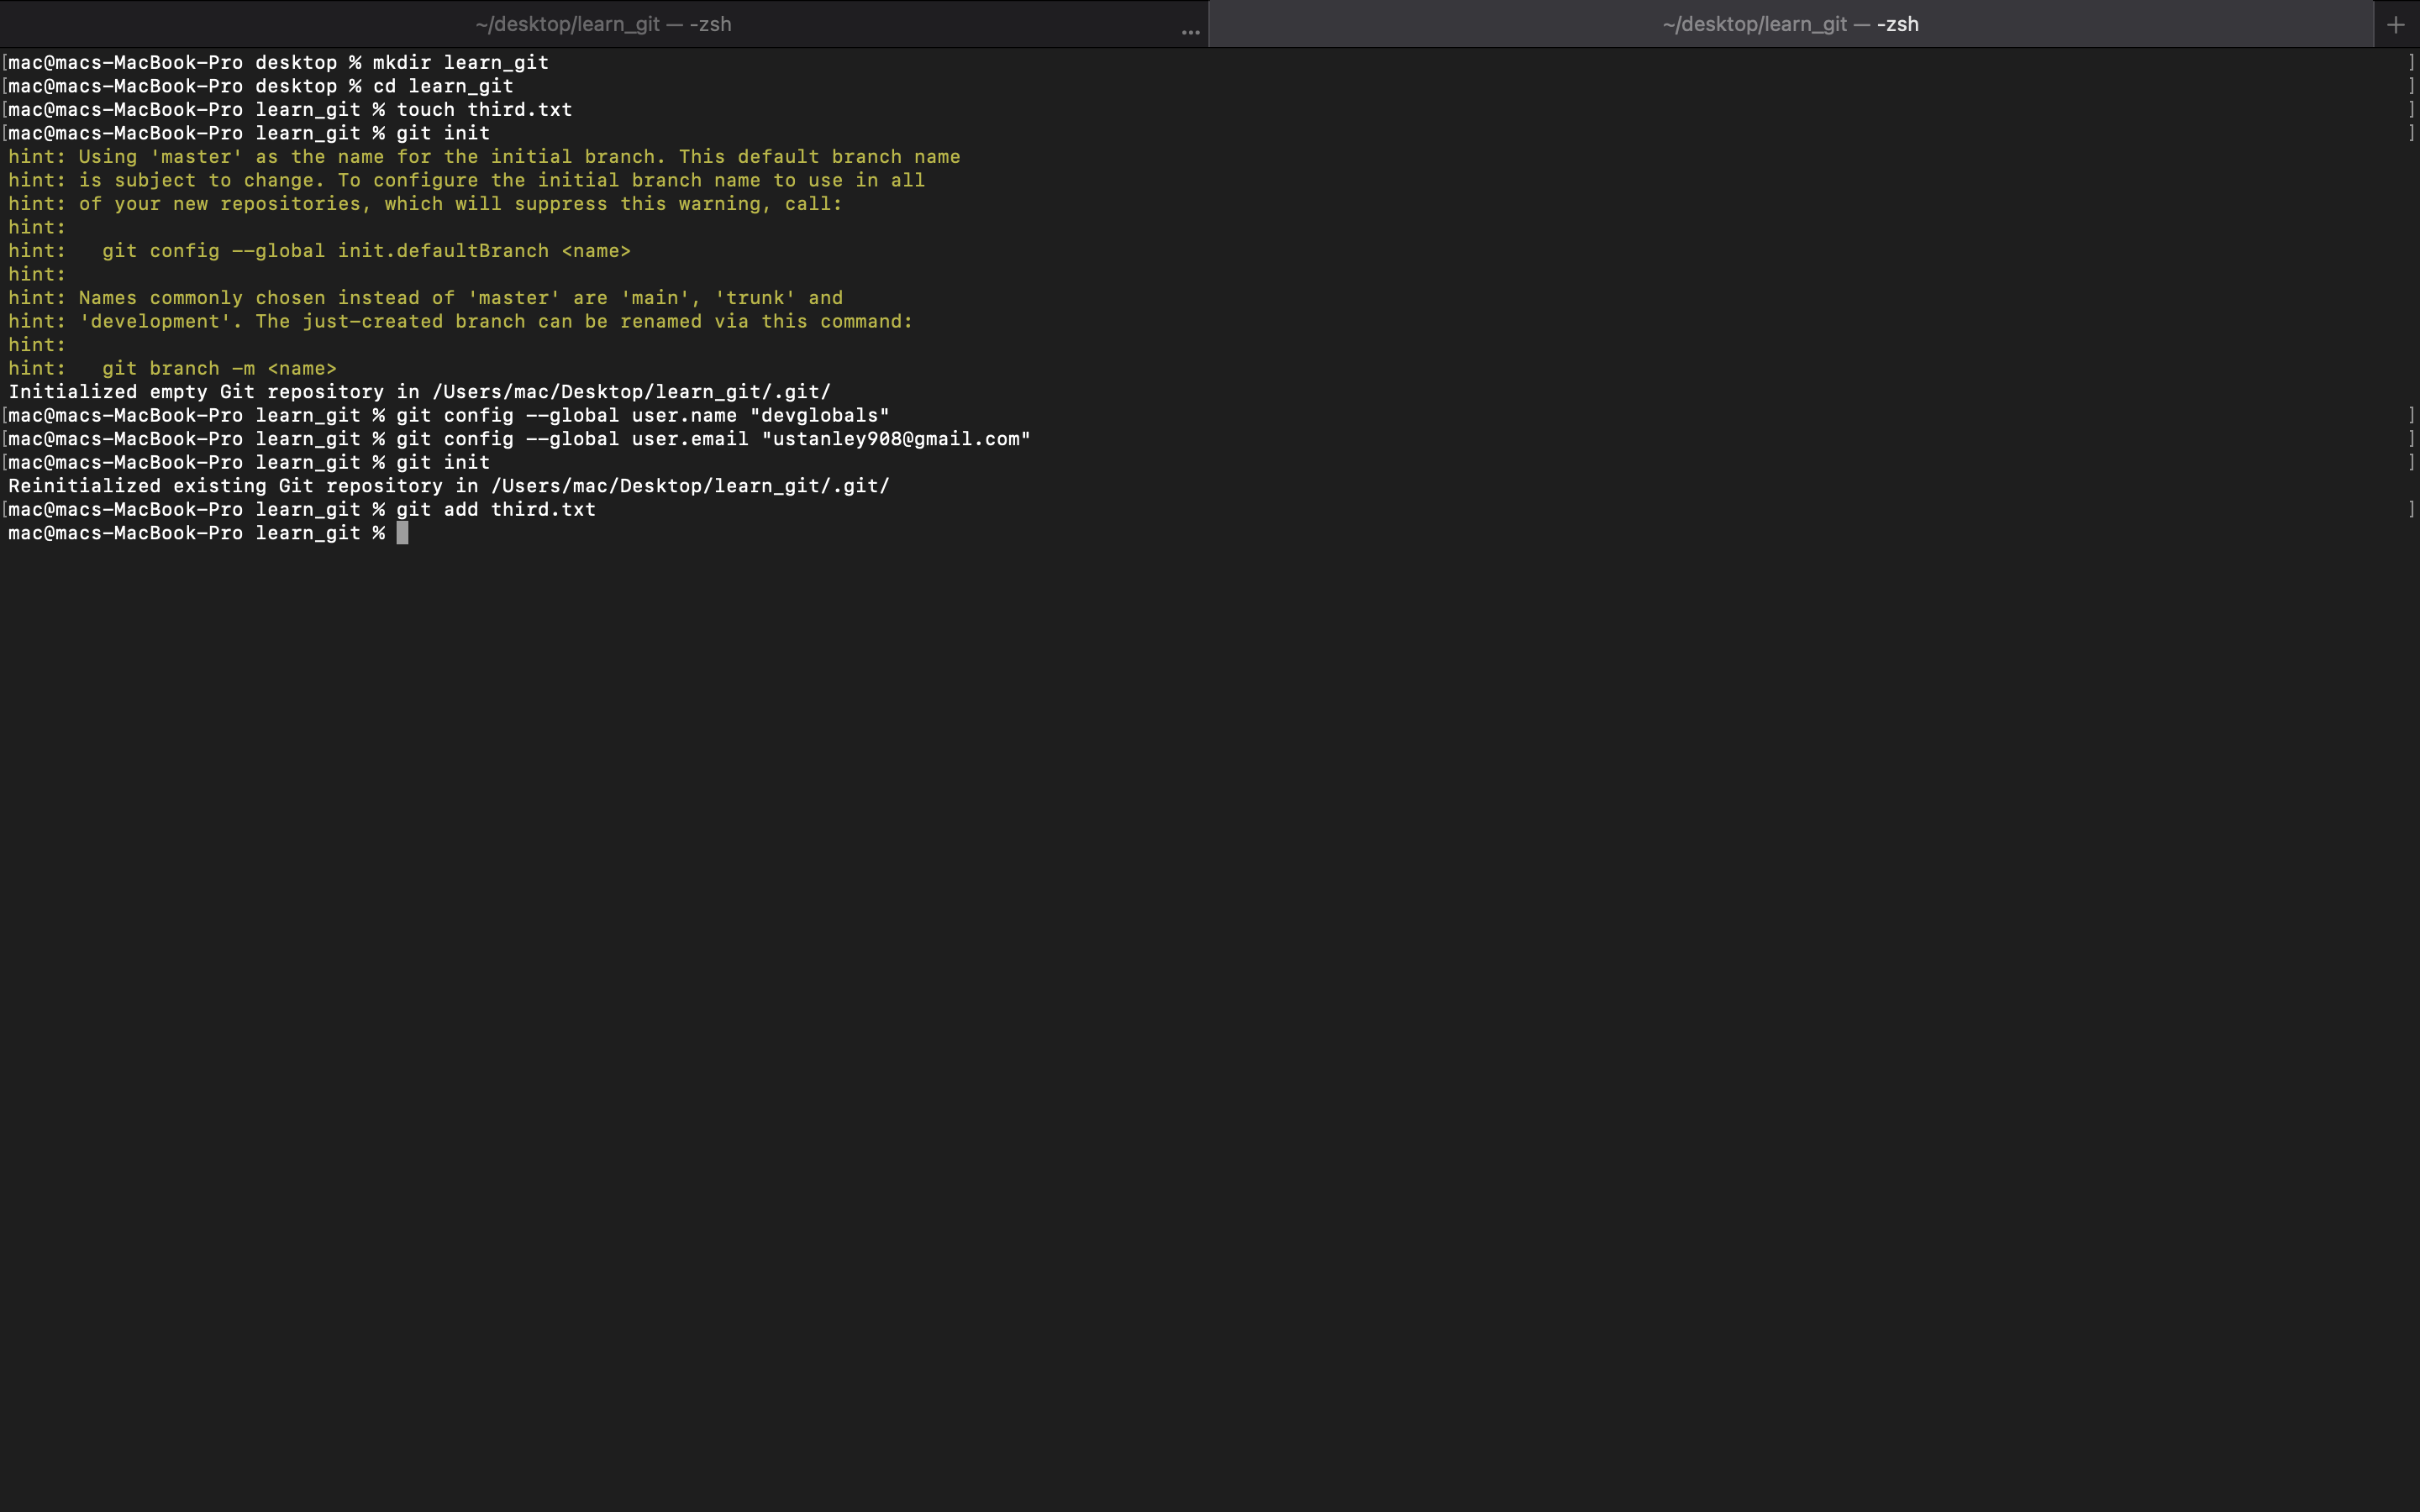 ~/desktop/learn_git — -zsh ... ~/desktop/learn_git — -zsh +
[mac@macs-MacBook-Pro desktop % mkdir learn_git ]
[mac@macs-MacBook-Pro desktop % cd learn_git ]
[mac@macs-MacBook-Pro learn_git % touch third.txt ]
[mac@macs-MacBook-Pro learn_git % git init ]
hint: Using 'master' as the name for the initial branch. This default branch name
hint: is subject to change. To configure the initial branch name to use in all
hint: of your new repositories, which will suppress this warning, call:
hint:
hint:   git config --global init.defaultBranch <name>
hint:
hint: Names commonly chosen instead of 'master' are 'main', 'trunk' and
hint: 'development'. The just-created branch can be renamed via this command:
hint:
hint:   git branch -m <name>
Initialized empty Git repository in /Users/mac/Desktop/learn_git/.git/
[mac@macs-MacBook-Pro learn_git % git config --global user.name "devglobals" ]
[mac@macs-MacBook-Pro learn_git % git config --global user.email "ustanley908@gmail.com" ]
[mac@macs-MacBook-Pro learn_git % git init ]
Reinitialized existing Git repository in /Users/mac/Desktop/learn_git/.git/
[mac@macs-MacBook-Pro learn_git % git add third.txt ]
mac@macs-MacBook-Pro learn_git %